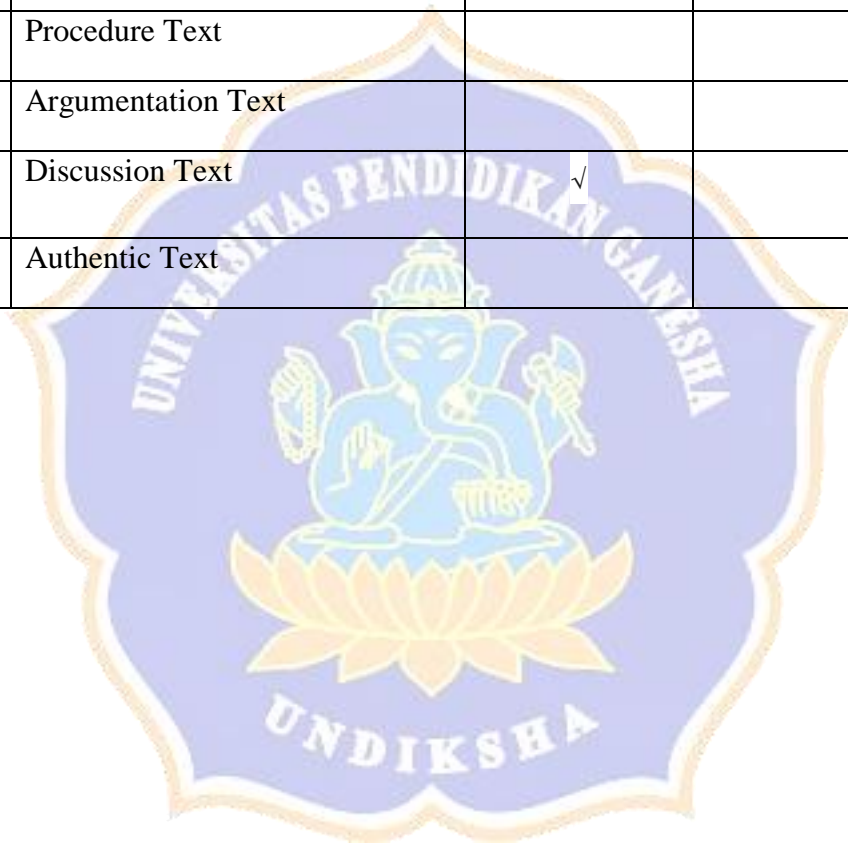 Procedure Text
Argumentation Text
Discussion Text √
Authentic Text
UNIVERSITAS PENDIDIKAN GANESHA
UNDIKSHA